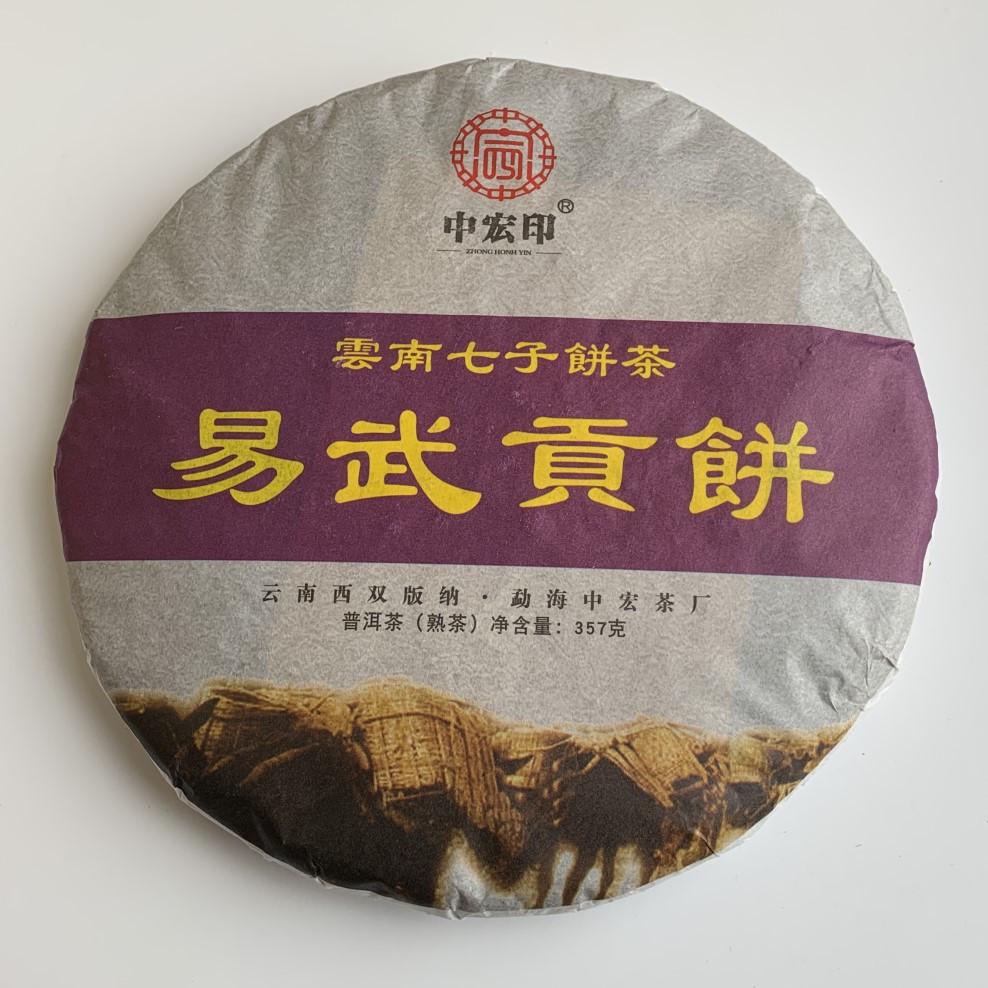 中宏印®
ZHONG HONH YIN
雲南七子餅茶
易武貢餅
云南西双版纳·勐海中宏茶厂
普洱茶（熟茶）净含量：357克